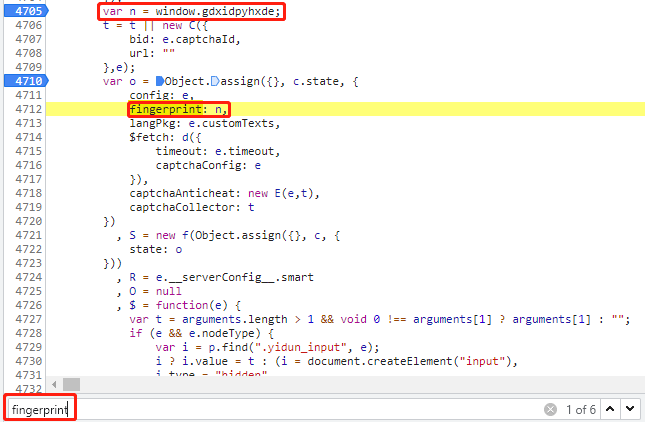 4705 var n = window.gdxidpyhxde;
4706 t = t || new C({
4707 bid: e.captchaId,
4708 url: ""
4709 },e);
4710 var o = Object.assign({}, c.state, {
4711 config: e,
4712 fingerprint: n,
4713 langPkg: e.customTexts,
4714 $fetch: d({
4715 timeout: e.timeout,
4716 captchaConfig: e
4717 }),
4718 captchaAnticheat: new E(e,t),
4719 captchaCollector: t
4720 })
4721 , S = new f(Object.assign({}, c, {
4722 state: o
4723 }))
4724 , R = e.__serverConfig__.smart
4725 , O = null
4726 , $ = function(e) {
4727 var t = arguments.length > 1 && void 0 !== arguments[1] ? arguments[1] : "";
4728 if (e && e.nodeType) {
4729 var i = p.find(".yidun_input", e);
4730 i ? i.value = t : (i = document.createElement("input"),
4731 i.type = "hidden"
4732
fingerprint 1 of 6